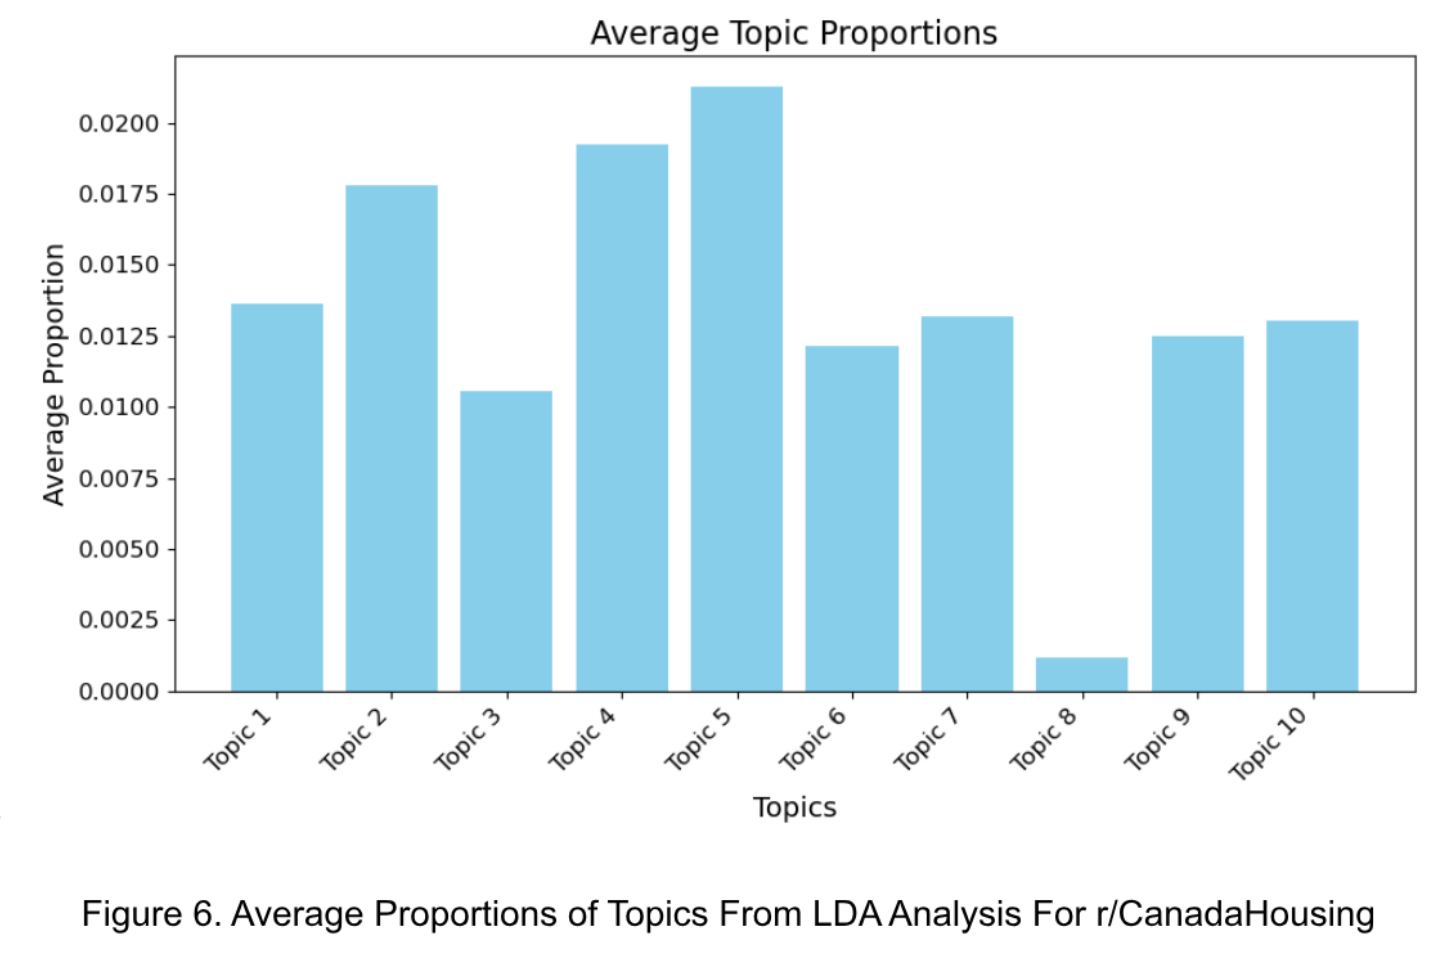 Average Topic Proportions
Average Proportion
0.0200
0.0175
0.0150
0.0125
0.0100
0.0075
0.0050
0.0025
0.0000
Topic 1
Topic 2
Topic 3
Topic 4
Topic 5
Topic 6
Topic 7
Topic 8
Topic 9
Topic 10
Topics
Figure 6. Average Proportions of Topics From LDA Analysis For r/CanadaHousing